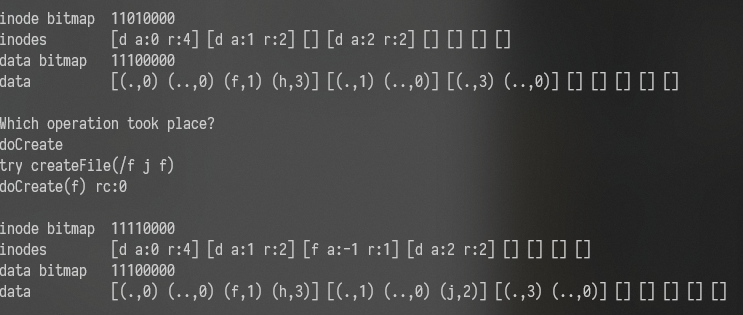 inode bitmap  11010000
inodes        [d a:0 r:4] [d a:1 r:2] [] [d a:2 r:2] [] [] [] []
data bitmap   11100000
data          [(.,0) (..,0) (f,1) (h,3)] [(.,1) (..,0)] [(.,3) (..,0)] [] [] [] [] []
Which operation took place?
doCreate
try createFile(/f j f)
doCreate(f) rc:0
inode bitmap  11110000
inodes        [d a:0 r:4] [d a:1 r:2] [f a:-1 r:1] [d a:2 r:2] [] [] [] []
data bitmap   11100000
data          [(.,0) (..,0) (f,1) (h,3)] [(.,1) (..,0) (j,2)] [(.,3) (..,0)] [] [] [] [] []